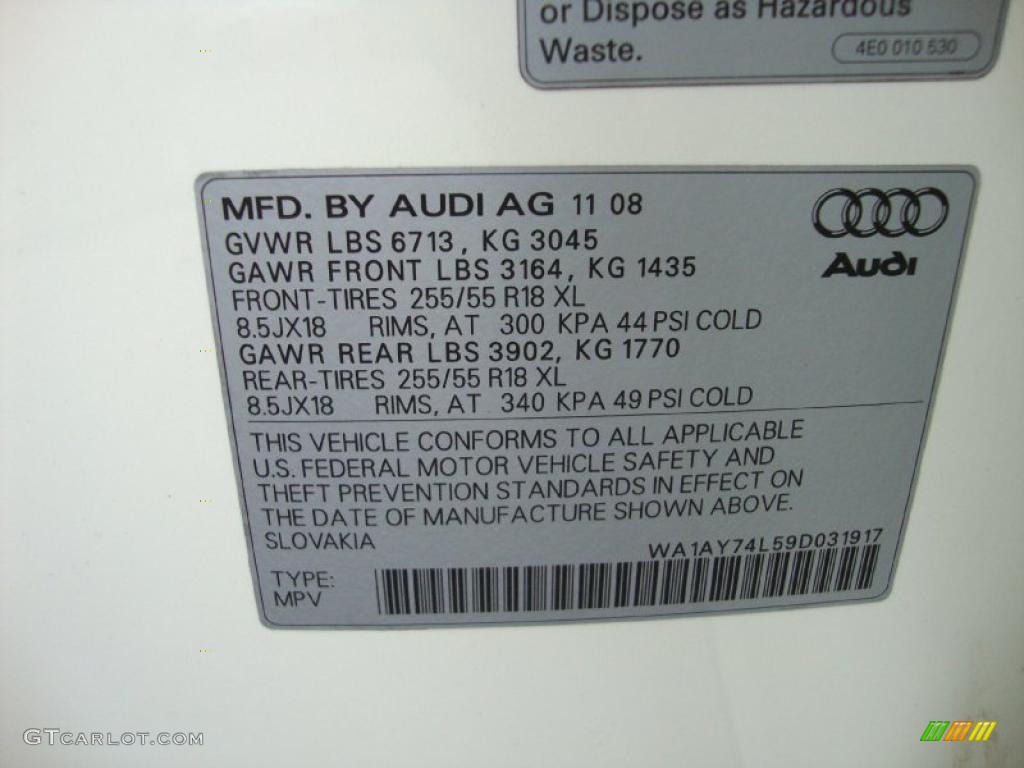 or Dispose as Hazardous
Waste.
4E0 010 530
MFD. BY AUDI AG 11 08
GVWR LBS 6713, KG 3045
GAWR FRONT LBS 3164, KG 1435
FRONT-TIRES 255/55 R18 XL
8.5JX18 RIMS, AT 300 KPA 44 PSI COLD
GAWR REAR LBS 3902, KG 1770
REAR-TIRES 255/55 R18 XL
8.5JX18 RIMS, AT 340 KPA 49 PSI COLD
Audi
THIS VEHICLE CONFORMS TO ALL APPLICABLE
U.S. FEDERAL MOTOR VEHICLE SAFETY AND
THEFT PREVENTION STANDARDS IN EFFECT ON
THE DATE OF MANUFACTURE SHOWN ABOVE.
SLOVAKIA
WA1AY74L59D031917
TYPE:
MPV
GTCARLOT.COM